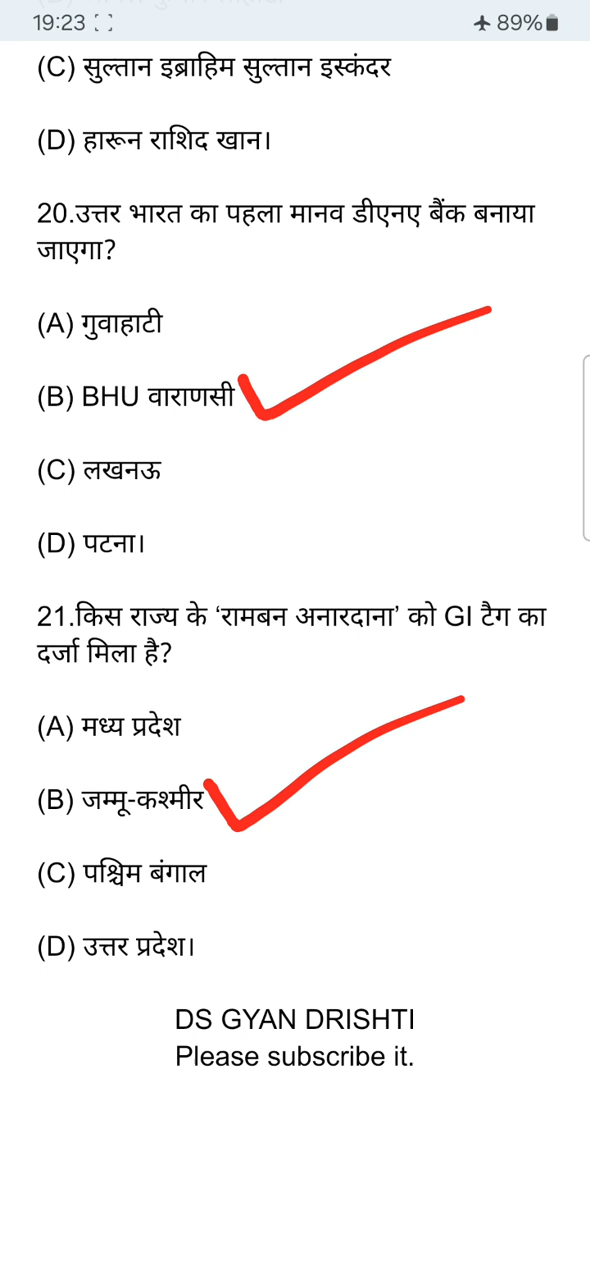 19:23
89%
(C) सुल्तान इब्राहिम सुल्तान इस्कंदर
(D) हारून राशिद खान।
20.उत्तर भारत का पहला मानव डीएनए बैंक बनाया
जाएगा?
(A) गुवाहाटी
(B) BHU वाराणसी
(C) लखनऊ
(D) पटना।
21.किस राज्य के ‘रामबन अनारदाना’ को GI टैग का
दर्जा मिला है?
(A) मध्य प्रदेश
(B) जम्मू-कश्मीर
(C) पश्चिम बंगाल
(D) उत्तर प्रदेश।
DS GYAN DRISHTI
Please subscribe it.